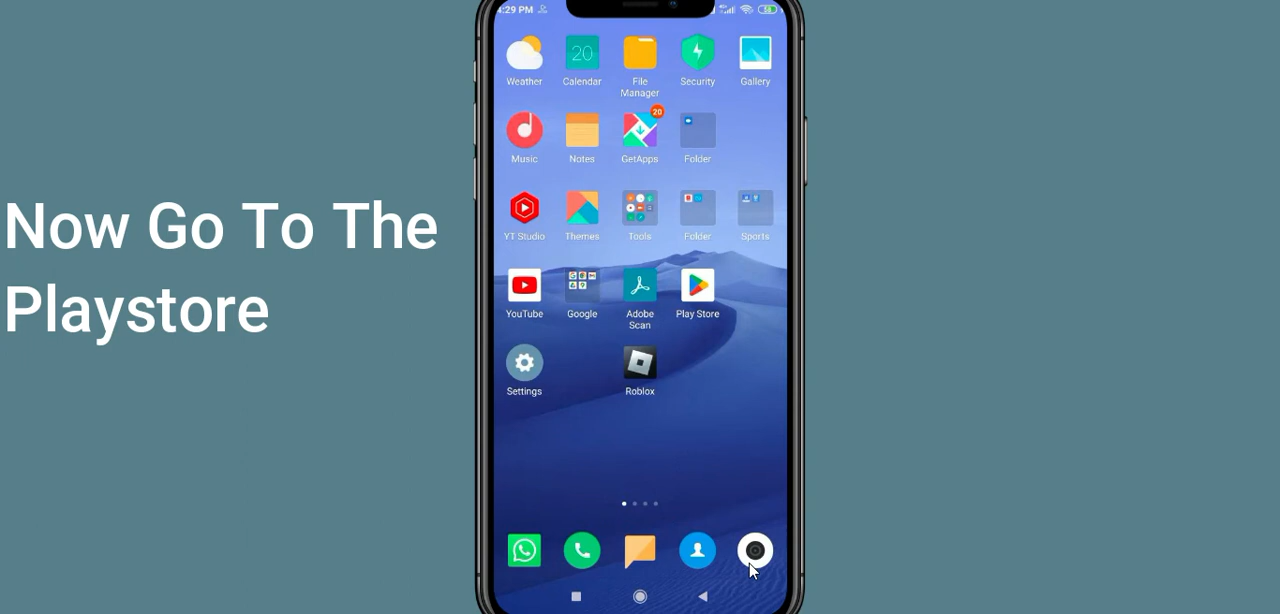 Now Go To The
Playstore
4:29 PM
Weather
Calendar
File
Manager
Security
Gallery
20
Music
Notes
GetApps
Folder
20
YT Studio
Themes
Tools
Folder
Sports
YouTube
Google
Adobe
Scan
Play Store
Settings
Roblox